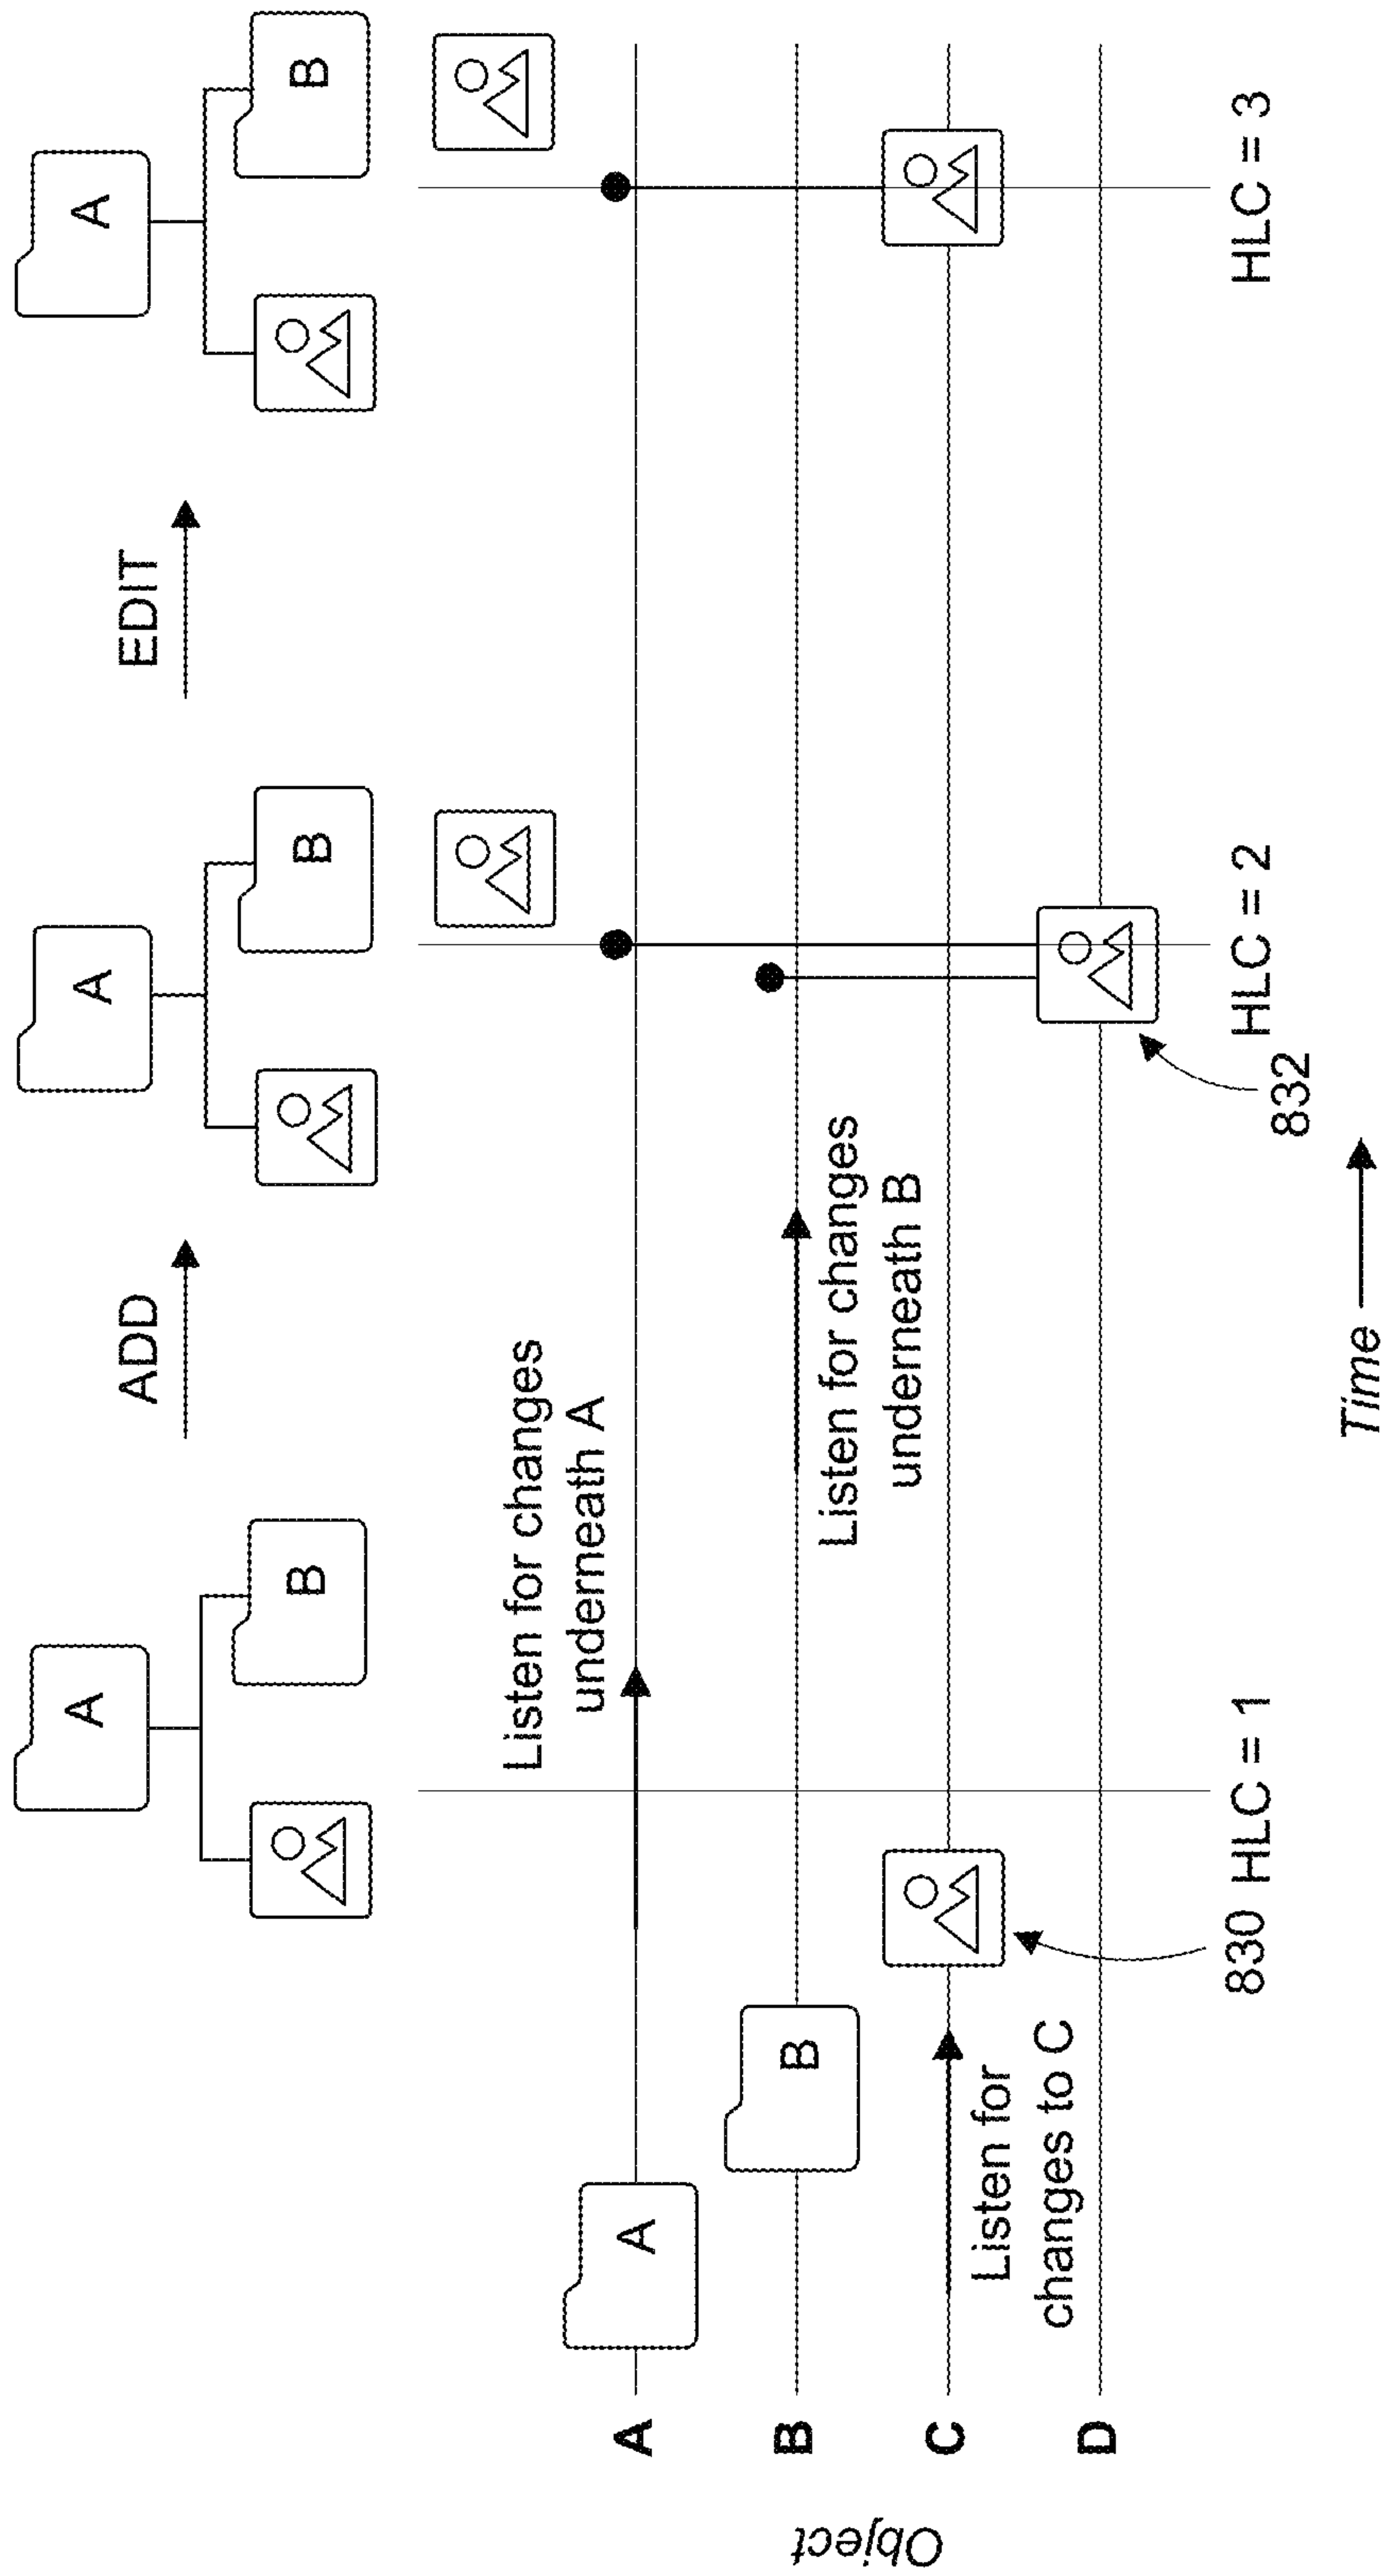 A
B
ADD
A
B
EDIT
A
B
Listen for changes
underneath A
Listen for changes
underneath B
Listen for
changes to C
Object
A
A
B
B
C
D
830
HLC = 1
832
HLC = 2
HLC = 3
Time